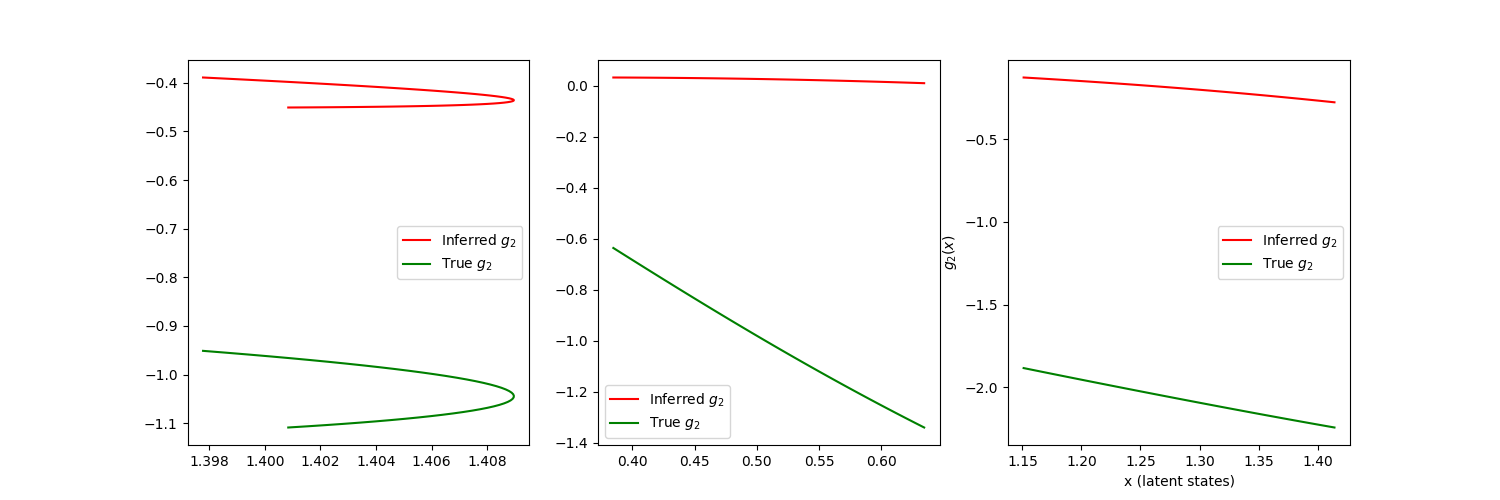 −0.4
−0.5
−0.6
−0.7
−0.8
−0.9
−1.0
−1.1
1.398 1.400 1.402 1.404 1.406 1.408
Inferred g₂
True g₂
0.0
−0.2
−0.4
−0.6
−0.8
−1.0
−1.2
−1.4
0.40 0.45 0.50 0.55 0.60
Inferred g₂
True g₂
g₂(x)
−0.5
−1.0
−1.5
−2.0
1.15 1.20 1.25 1.30 1.35 1.40
x (latent states)
Inferred g₂
True g₂